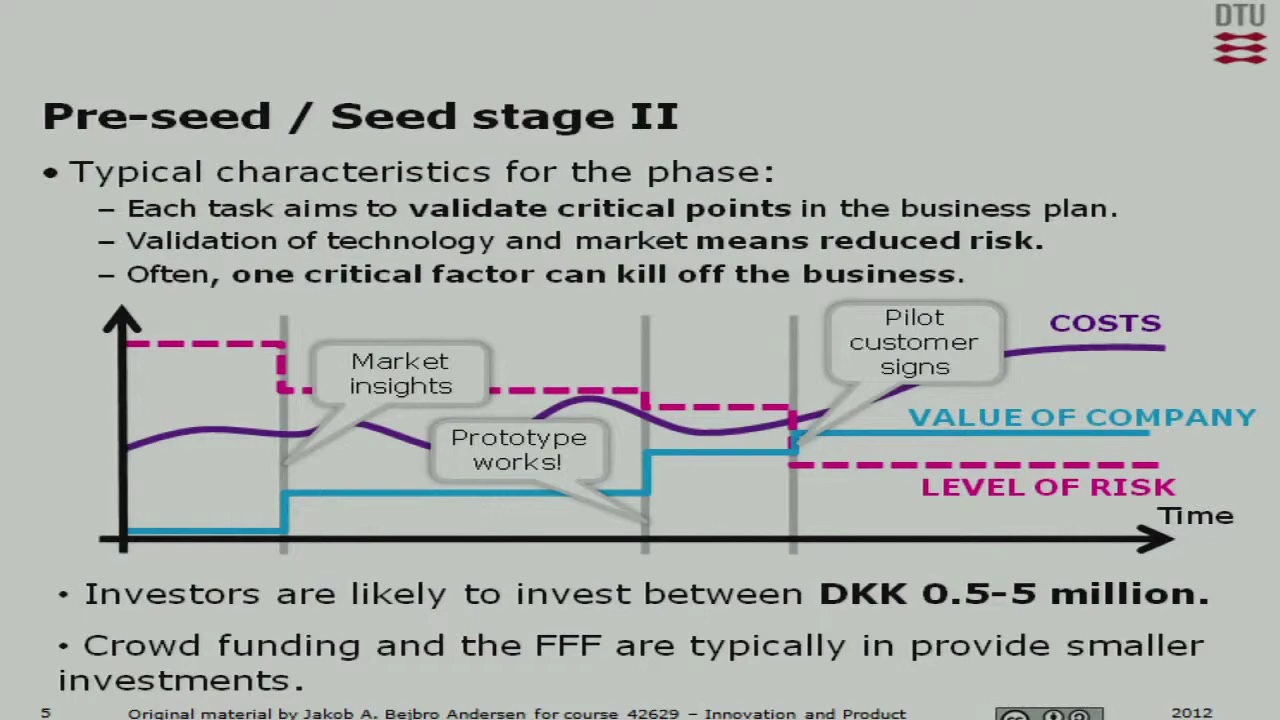 DTU
Pre-seed / Seed stage II
• Typical characteristics for the phase:
– Each task aims to validate critical points in the business plan.
– Validation of technology and market means reduced risk.
– Often, one critical factor can kill off the business.
Pilot
customer
signs
COSTS
Market
insights
VALUE OF COMPANY
Prototype
works!
LEVEL OF RISK
Time
• Investors are likely to invest between DKK 0.5-5 million.
• Crowd funding and the FFF are typically in provide smaller
investments.
5 Original material by Jakob A. Bejbro Andersen for course 42629 – Innovation and Product 2012